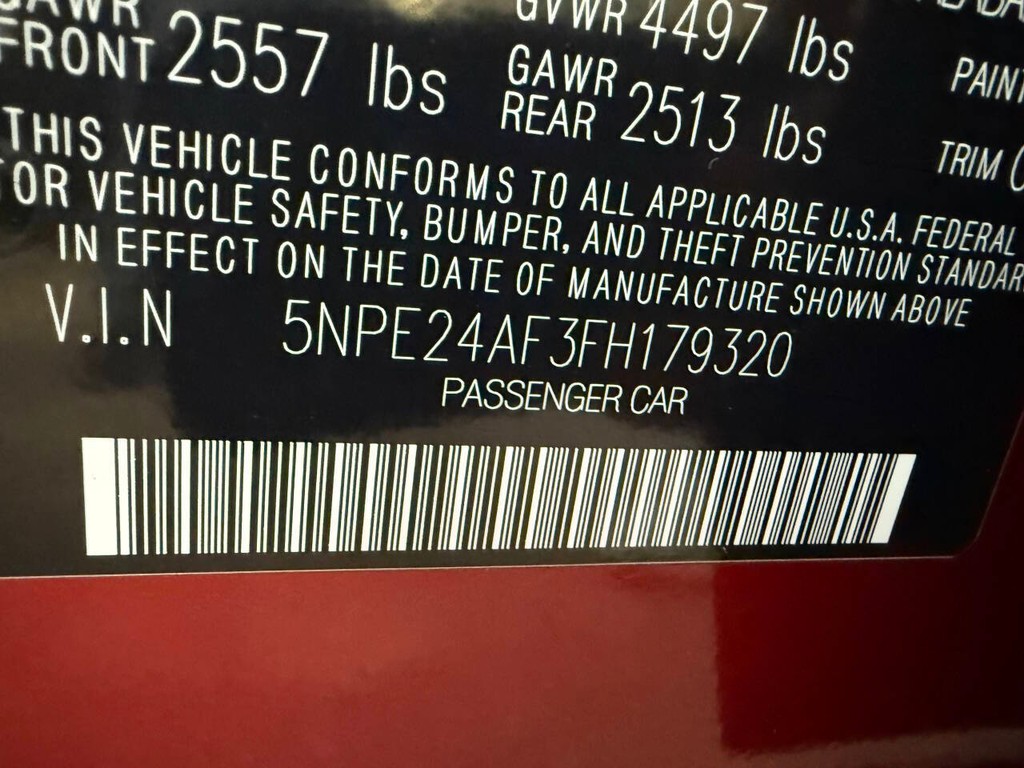 GAWR
FRONT 2557 lbs
GVWR 4497 lbs
GAWR
REAR 2513 lbs
PAINT
TRIM
THIS VEHICLE CONFORMS TO ALL APPLICABLE U.S.A. FEDERAL
OR VEHICLE SAFETY, BUMPER, AND THEFT PREVENTION STANDAR
IN EFFECT ON THE DATE OF MANUFACTURE SHOWN ABOVE
V.I.N 5NPE24AF3FH179320
PASSENGER CAR